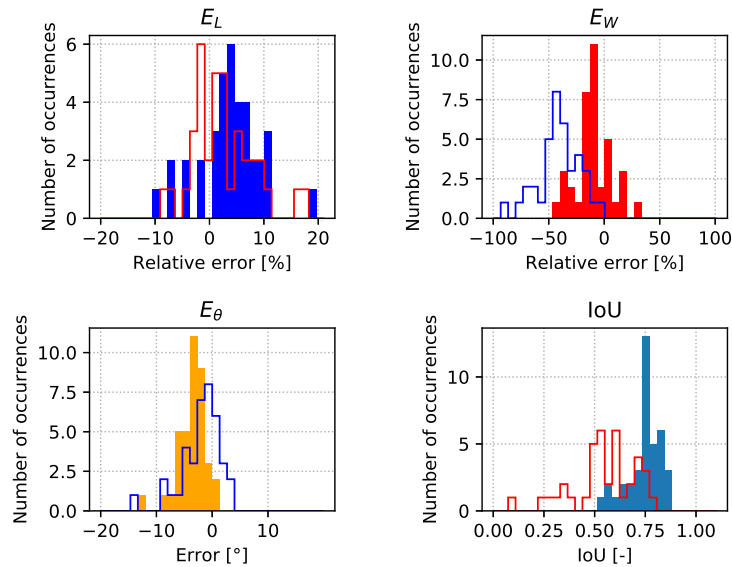 E_L
Number of occurrences
6
4
2
0
−20 −10 0 10 20
Relative error [%]
E_W
Number of occurrences
10.0
7.5
5.0
2.5
0.0
−100 −50 0 50 100
Relative error [%]
E_θ
Number of occurrences
10.0
7.5
5.0
2.5
0.0
−20 −10 0 10
Error [°]
IoU
Number of occurrences
10
5
0
0.00 0.25 0.50 0.75 1.00
IoU [-]